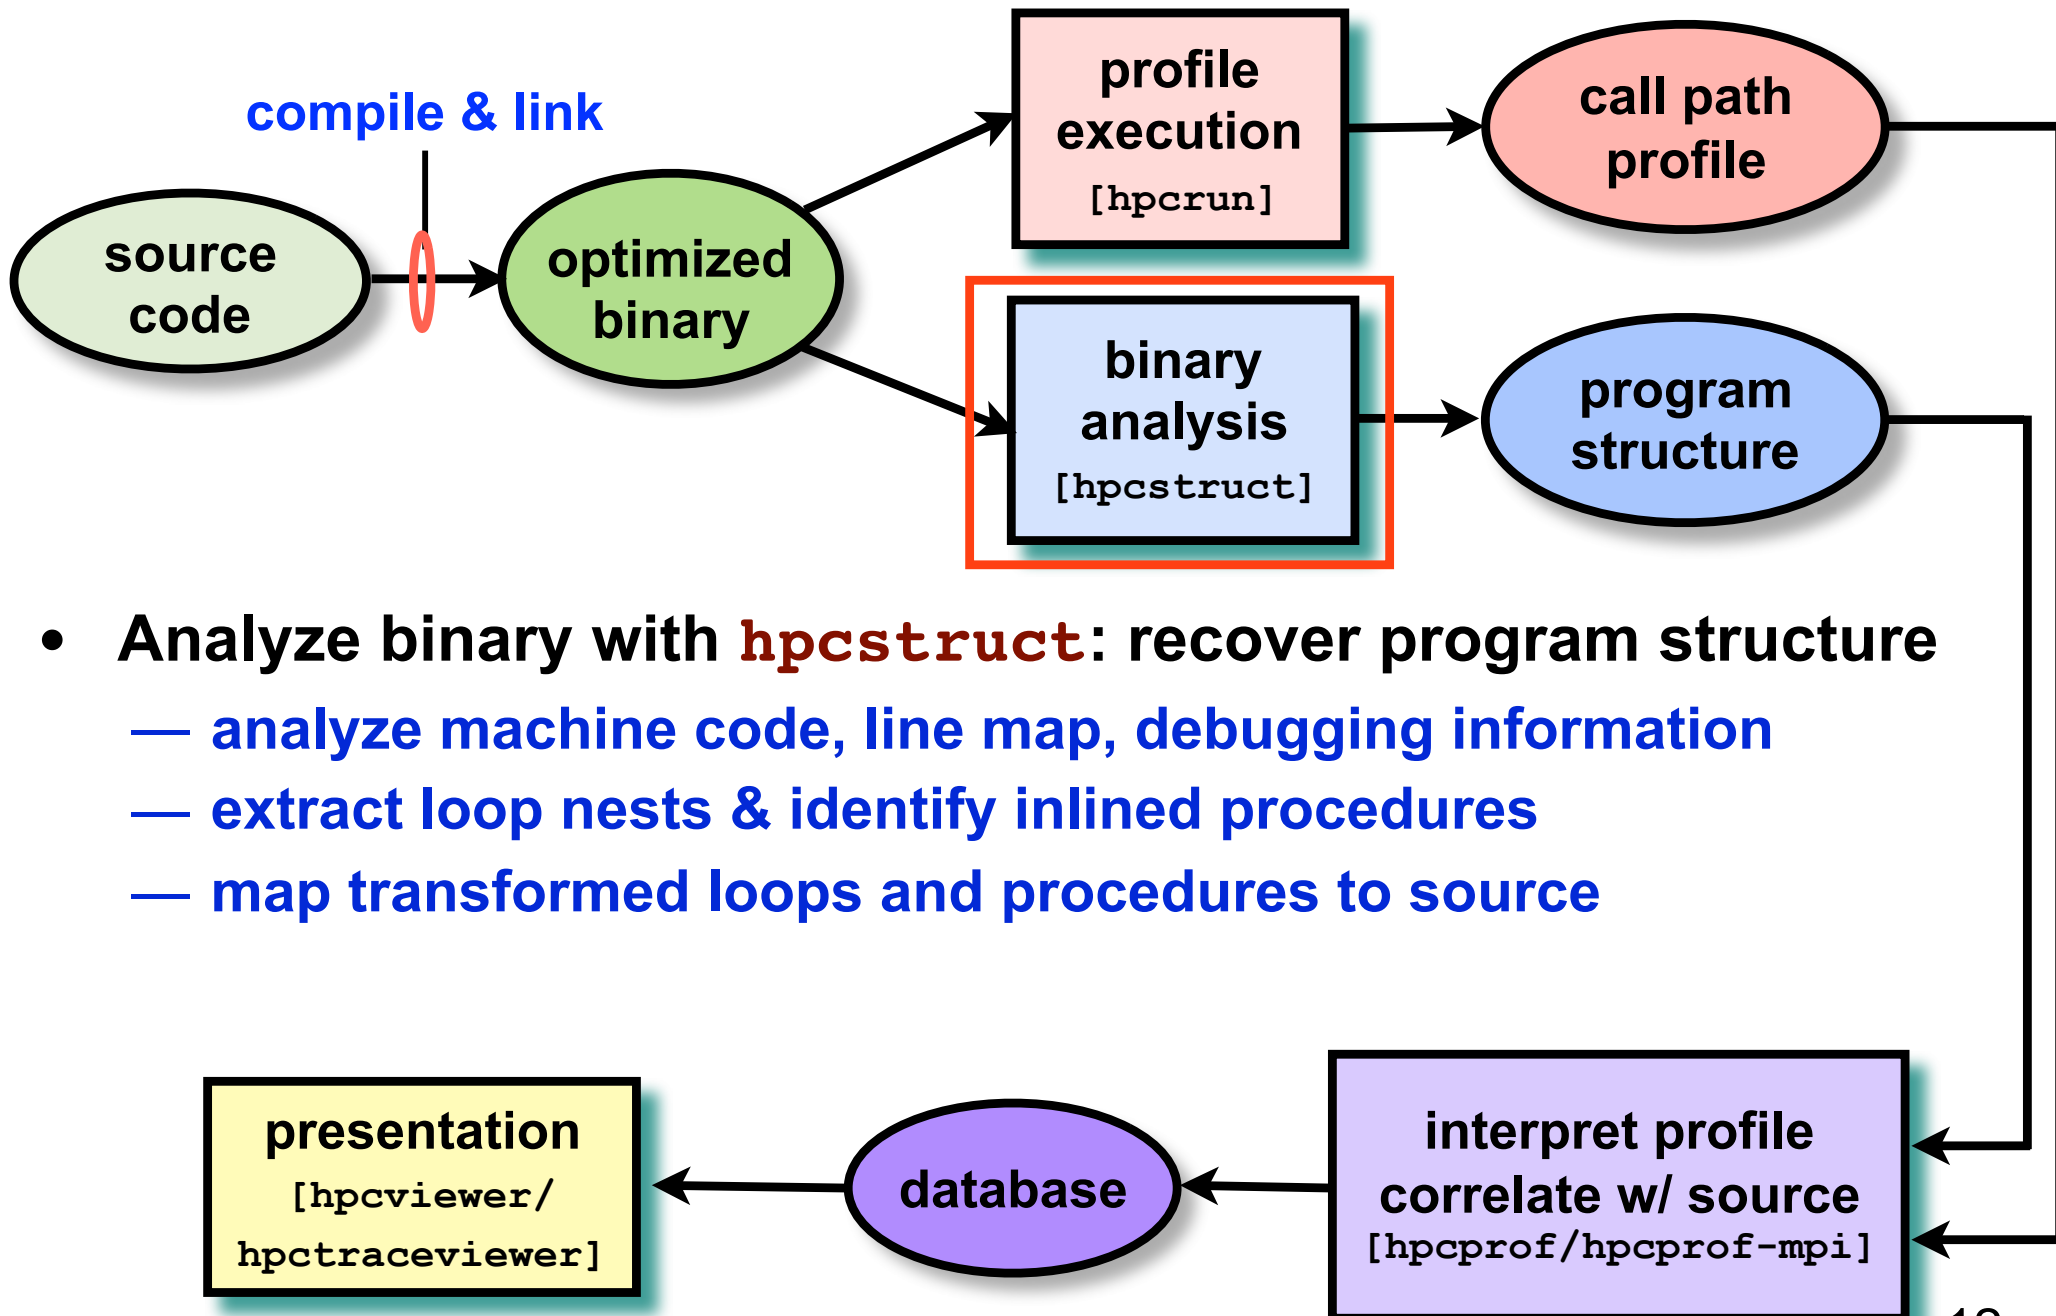 compile & link
source
code
optimized
binary
profile
execution
[hpcrun]
call path
profile
binary
analysis
[hpcstruct]
program
structure
• Analyze binary with hpcstruct: recover program structure
— analyze machine code, line map, debugging information
— extract loop nests & identify inlined procedures
— map transformed loops and procedures to source
presentation
[hpcviewer/
hpctraceviewer]
database
interpret profile
correlate w/ source
[hpcprof/hpcprof-mpi]